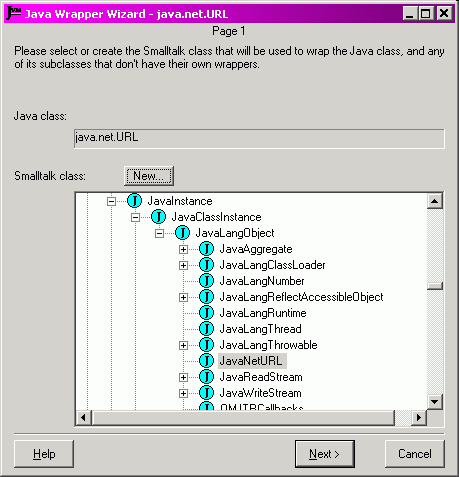 Java Wrapper Wizard - java.net.URL
Page 1
Please select or create the Smalltalk class that will be used to wrap the Java class, and any
of its subclasses that don't have their own wrappers.
Java class:
java.net.URL
Smalltalk class:
New...
JavaInstance
JavaClassInstance
JavaLangObject
JavaAggregate
JavaLangClassLoader
JavaLangNumber
JavaLangReflectAccessibleObject
JavaLangRuntime
JavaLangThread
JavaLangThrowable
JavaNetURL
JavaReadStream
JavaWriteStream
Help
Next >
Cancel